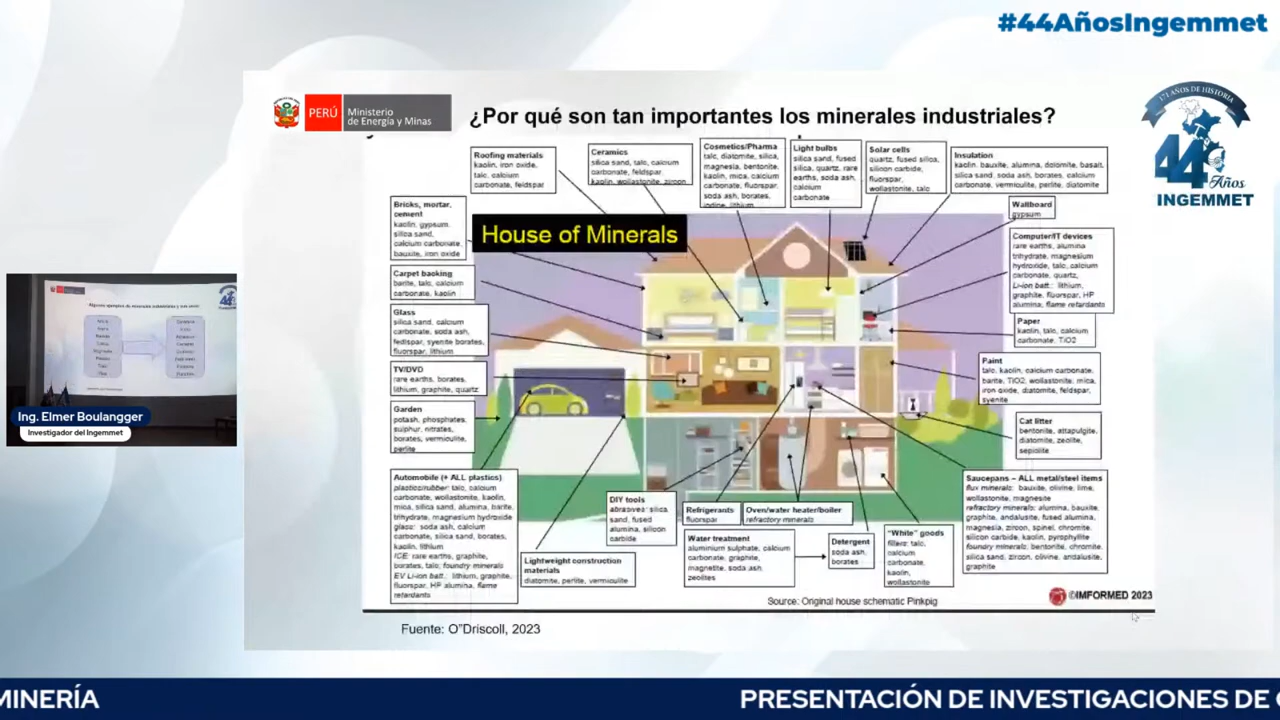 #44AñosIngemmet
PERÚ
Ministerio
de Energía y Minas
¿Por qué son tan importantes los minerales industriales?
171 AÑOS DE HISTORIA
44
Años
INGEMMET
Roofing materials
kaolin, iron oxide,
talc, calcium
carbonate, feldspar
Ceramics
silica sand, talc, calcium
carbonate, feldspar
kaolin, wollastonite, zircon
Cosmetics/Pharma
talc, diatomite, silica,
magnesia, bentonite,
kaolin, mica, calcium
carbonate, fluorspar,
soda ash, borates,
iodine, lithium
Light bulbs
silica sand, fused
silica, quartz, rare
earths, soda ash,
calcium
carbonate
Solar cells
quartz, fused silica,
silicon carbide,
fluorspar,
wollastonite, talc
Insulation
kaolin, bauxite, alumina, dolomite, basalt,
silica sand, soda ash, borates, calcium
carbonate, vermiculite, perlite, diatomite
Bricks, mortar,
cement
kaolin, gypsum,
silica sand,
calcium carbonate,
bauxite, iron oxide
House of Minerals
Wallboard
gypsum
Computer/IT devices
rare earths, alumina
trihydrate, magnesium
hydroxide, talc, calcium
carbonate, quartz,
Li-ion batt.: lithium,
graphite, fluorspar, HP
alumina, flame retardants
Carpet backing
barite, talc, calcium
carbonate, kaolin
Glass
silica sand, calcium
carbonate, soda ash,
feldspar, syenite borates,
fluorspar, lithium
Paper
kaolin, talc, calcium
carbonate, TiO2
TV/DVD
rare earths, borates,
lithium, graphite, quartz
Paint
talc, kaolin, calcium carbonate,
barite, TiO2, wollastonite, mica,
iron oxide, diatomite, feldspar,
syenite
Garden
potash, phosphates,
sulphur, nitrates,
borates, vermiculite,
perlite
Cat litter
bentonite, attapulgite,
diatomite, zeolite,
sepiolite
Automobile (+ ALL plastics)
plastics/rubber: talc, calcium
carbonate, wollastonite, kaolin,
mica, silica sand, alumina, barite,
trihydrate, magnesium hydroxide
glass: soda ash, calcium
carbonate, silica sand, borates,
kaolin, lithium
ICE: rare earths, graphite,
borates, talc, foundry minerals
EV Li-ion batt.: lithium, graphite,
fluorspar, HP alumina, flame
retardants
DIY tools
abrasives: silica
sand, fused
alumina, silicon
carbide
Refrigerants
fluorspar
Oven/water heater/boiler
refractory minerals
Saucepans – ALL metal/steel items
flux minerals: bauxite, olivine, lime,
wollastonite, magnesite
refractory minerals: alumina, bauxite,
graphite, andalusite, fused alumina,
magnesia, zircon, spinel, chromite,
silicon carbide, kaolin, pyrophyllite
foundry minerals: bentonite, chromite,
silica sand, zircon, olivine, andalusite,
graphite
Lightweight construction
materials
diatomite, perlite, vermiculite
Water treatment
aluminium sulphate, calcium
carbonate, graphite,
magnetite, soda ash,
zeolites
Detergent
soda ash,
borates
"White" goods
fillers: talc,
calcium
carbonate,
kaolin,
wollastonite
Source: Original house schematic Pinkpig
©IMFORMED 2023
Fuente: O"Driscoll, 2023
Ing. Elmer Boulangger
Investigador del Ingemmet
MINERÍA
PRESENTACIÓN DE INVESTIGACIONES DE